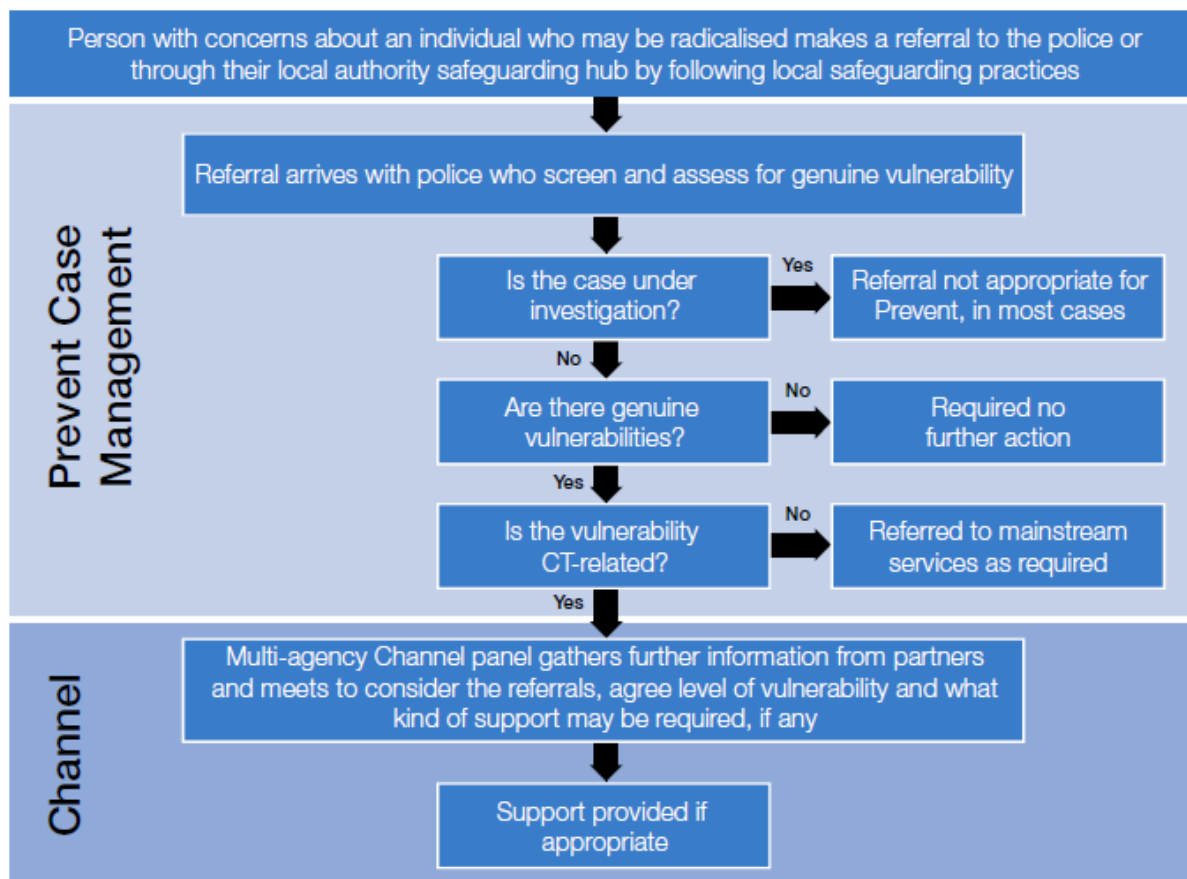 Person with concerns about an individual who may be radicalised makes a referral to the police or
through their local authority safeguarding hub by following local safeguarding practices
Prevent Case
Management
Referral arrives with police who screen and assess for genuine vulnerability
Is the case under
investigation?
Yes
Referral not appropriate for
Prevent, in most cases
No
Are there genuine
vulnerabilities?
No
Required no
further action
Yes
Is the vulnerability
CT-related?
No
Referred to mainstream
services as required
Yes
Channel
Multi-agency Channel panel gathers further information from partners
and meets to consider the referrals, agree level of vulnerability and what
kind of support may be required, if any
Support provided if
appropriate